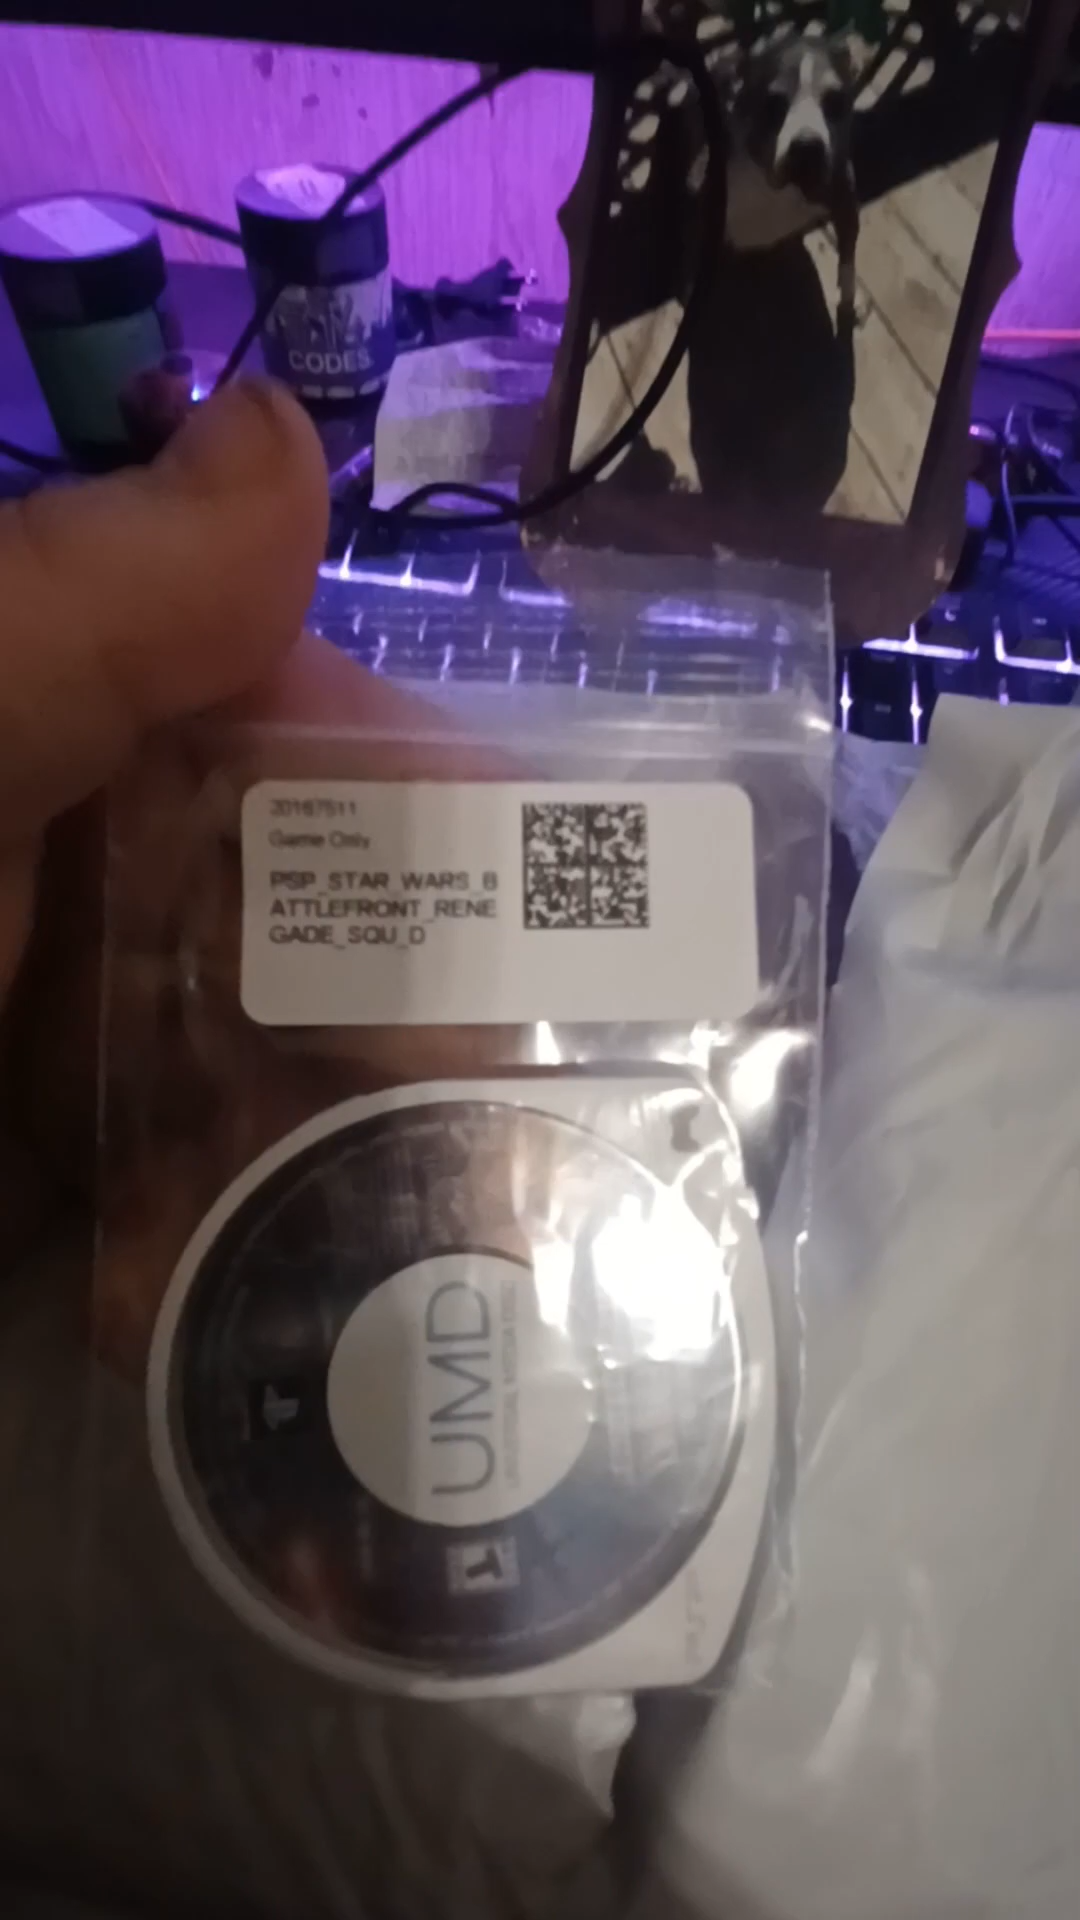 CODES
20167511
Game Only
PSP_STAR_WARS_B
ATTLEFRONT_RENE
GADE_SQU_D
UMD
T